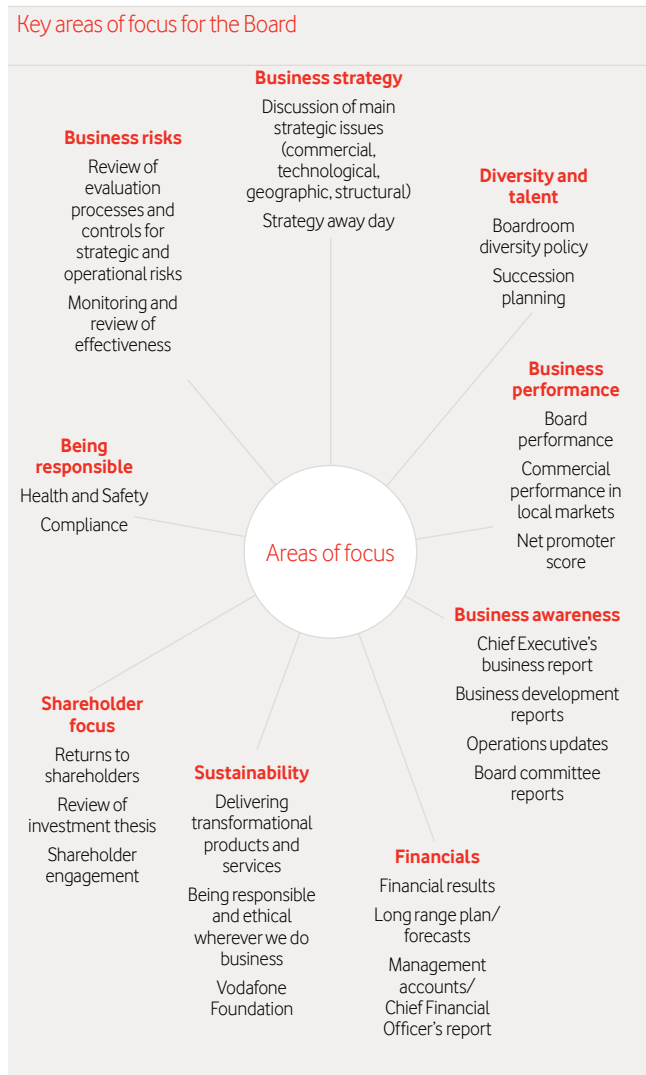 Key areas of focus for the Board
Business strategy
Discussion of main
strategic issues
(commercial,
technological,
geographic, structural)
Strategy away day
Business risks
Review of
evaluation
processes and
controls for
strategic and
operational risks
Monitoring and
review of
effectiveness
Diversity and
talent
Boardroom
diversity policy
Succession
planning
Business
performance
Board
performance
Commercial
performance in
local markets
Net promoter
score
Being
responsible
Health and Safety
Compliance
Areas of focus
Business awareness
Chief Executive’s
business report
Business development
reports
Operations updates
Board committee
reports
Shareholder
focus
Returns to
shareholders
Review of
investment thesis
Shareholder
engagement
Sustainability
Delivering
transformational
products and
services
Being responsible
and ethical
wherever we do
business
Vodafone
Foundation
Financials
Financial results
Long range plan/
forecasts
Management
accounts/
Chief Financial
Officer’s report